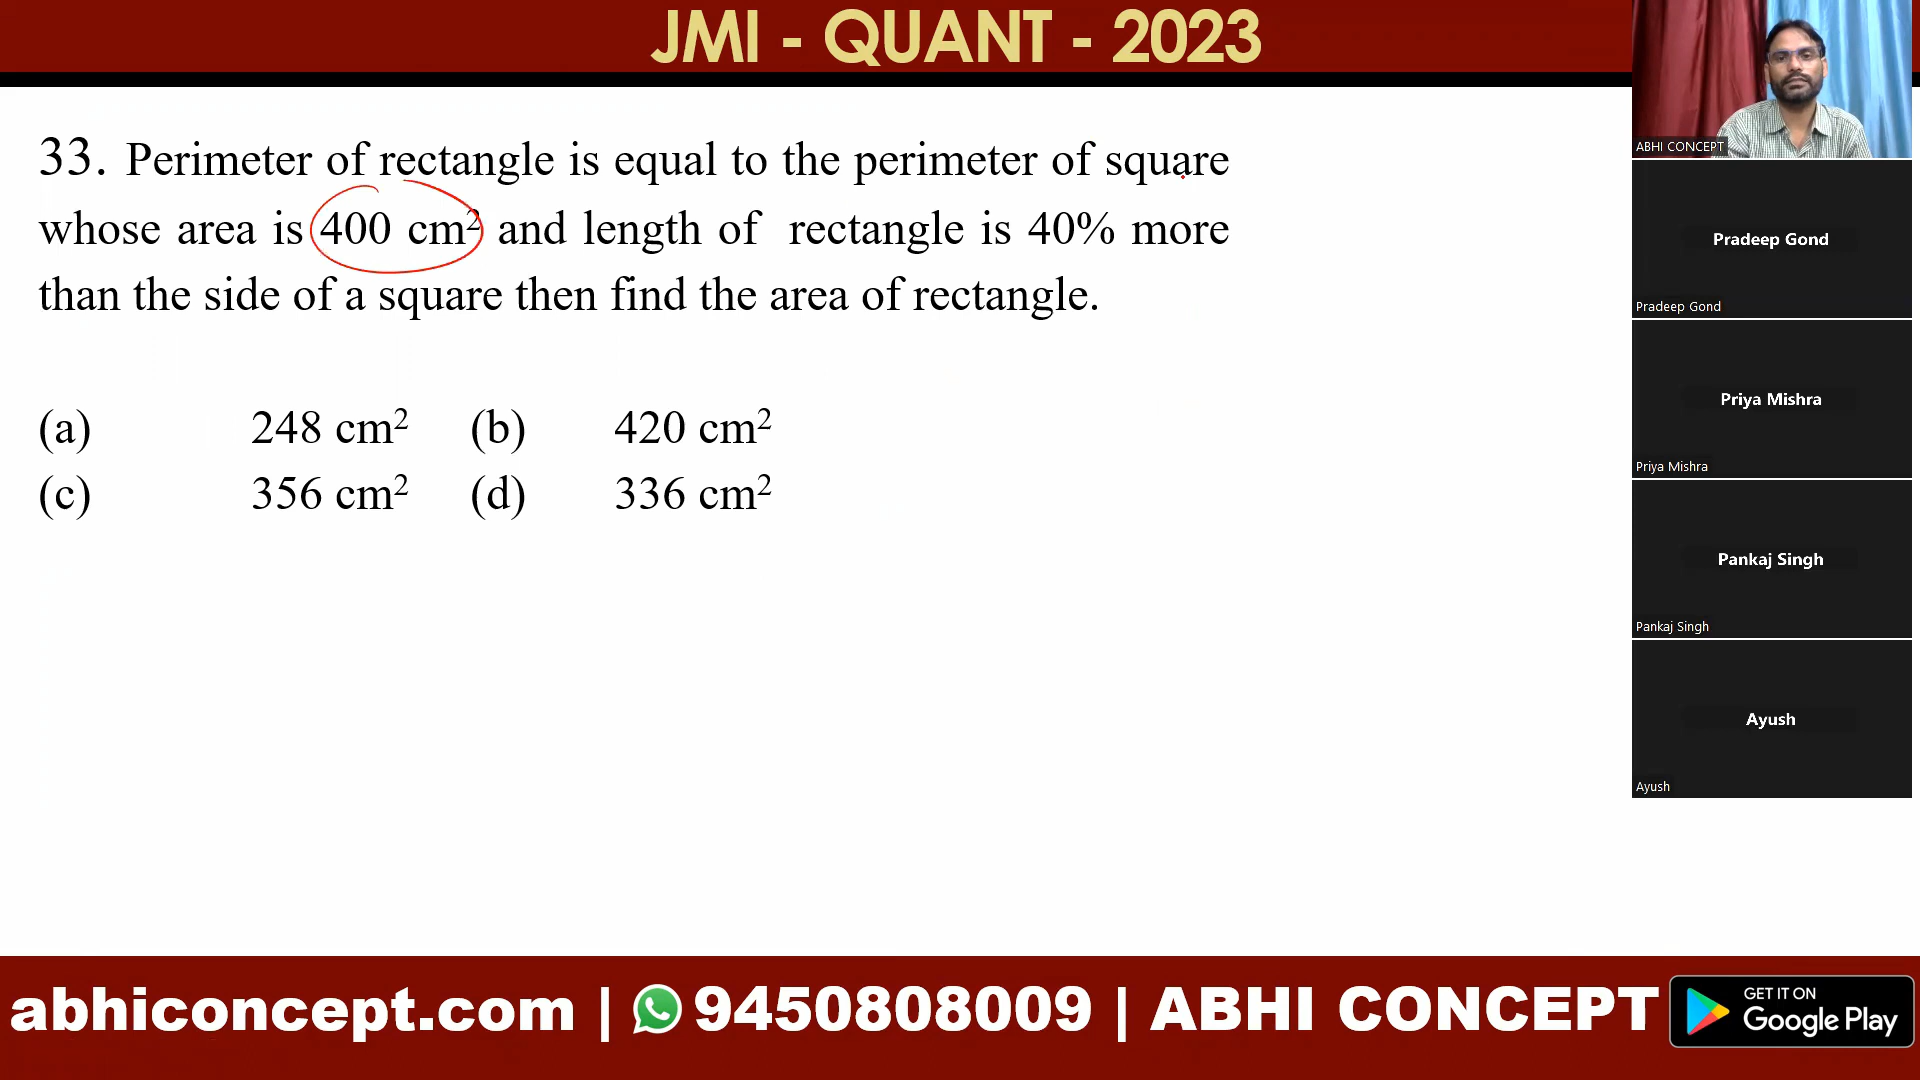 JMI - QUANT - 2023
33. Perimeter of rectangle is equal to the perimeter of square
whose area is 400 cm² and length of rectangle is 40% more
than the side of a square then find the area of rectangle.
(a) 248 cm² (b) 420 cm²
(c) 356 cm² (d) 336 cm²
ABHI CONCEPT
Pradeep Gond
Pradeep Gond
Priya Mishra
Priya Mishra
Pankaj Singh
Pankaj Singh
Ayush
Ayush
abhiconcept.com | 9450808009 | ABHI CONCEPT
GET IT ON
Google Play